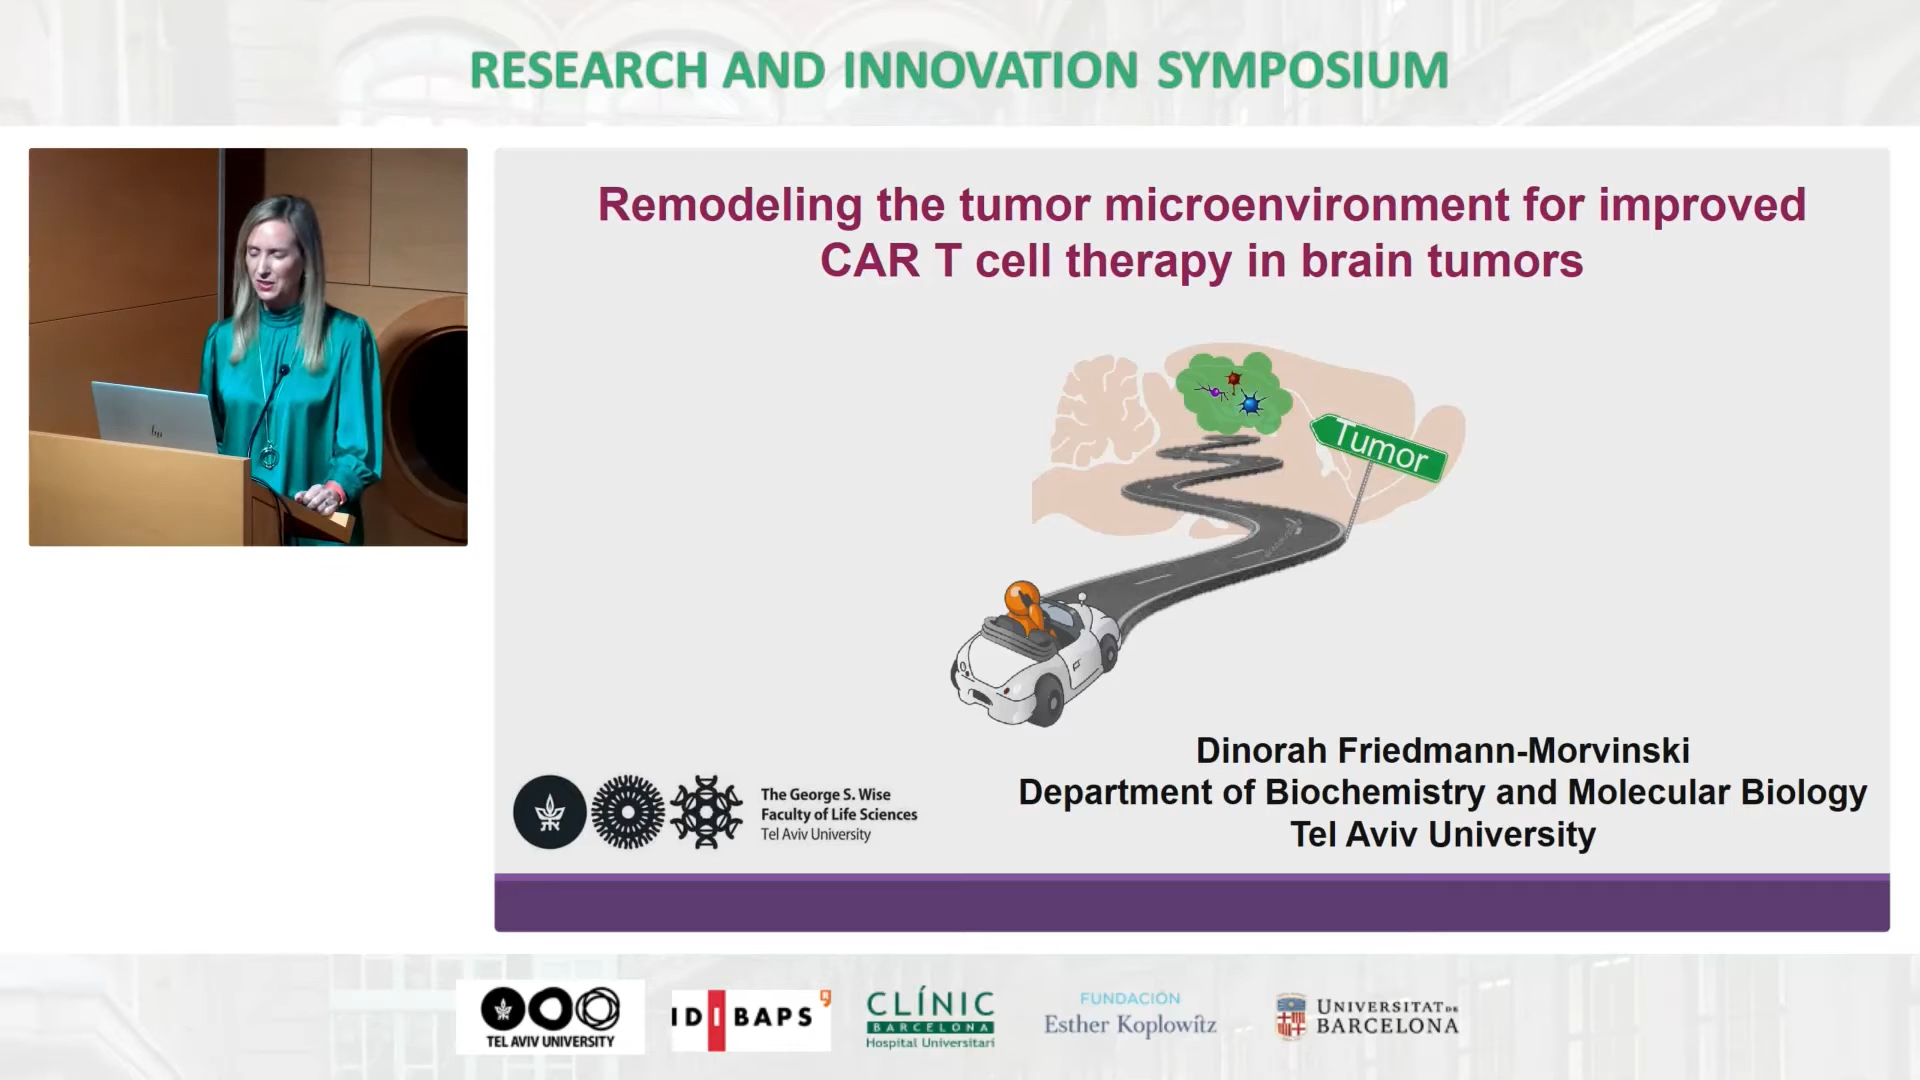 RESEARCH AND INNOVATION SYMPOSIUM
Remodeling the tumor microenvironment for improved
CAR T cell therapy in brain tumors
Tumor
hp
Dinorah Friedmann-Morvinski
Department of Biochemistry and Molecular Biology
Tel Aviv University
The George S. Wise
Faculty of Life Sciences
Tel Aviv University
TEL AVIV UNIVERSITY
IDIBAPS
CLÍNIC
BARCELONA
Hospital Universitari
FUNDACIÓN
Esther Koplowitz
UNIVERSITAT DE
BARCELONA